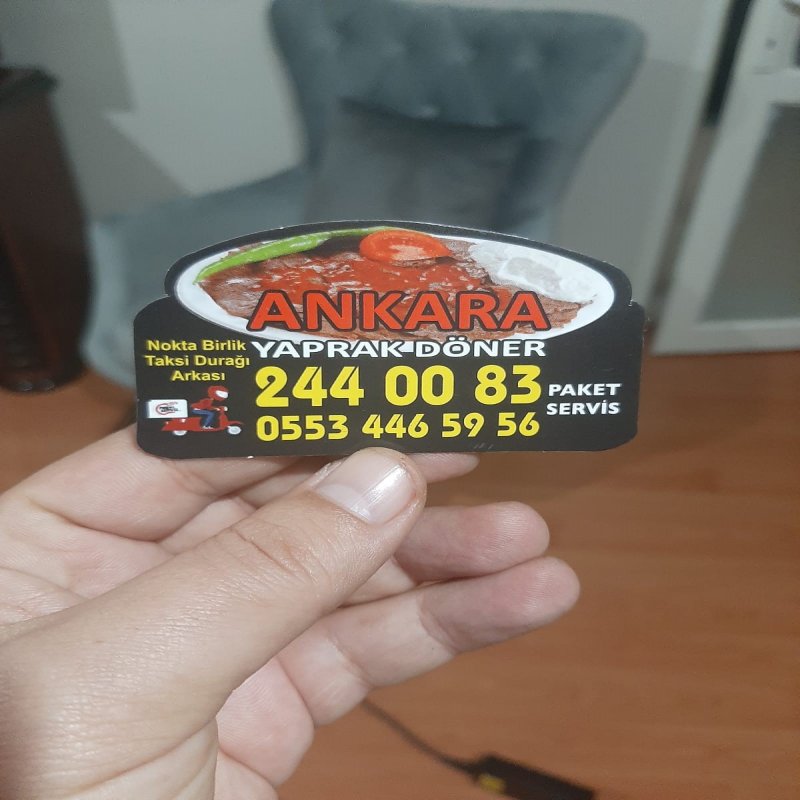 ANKARA
YAPRAK DÖNER
Nokta Birlik
Taksi Durağı
Arkası
244 00 83
0553 446 59 56
PAKET
SERVİS